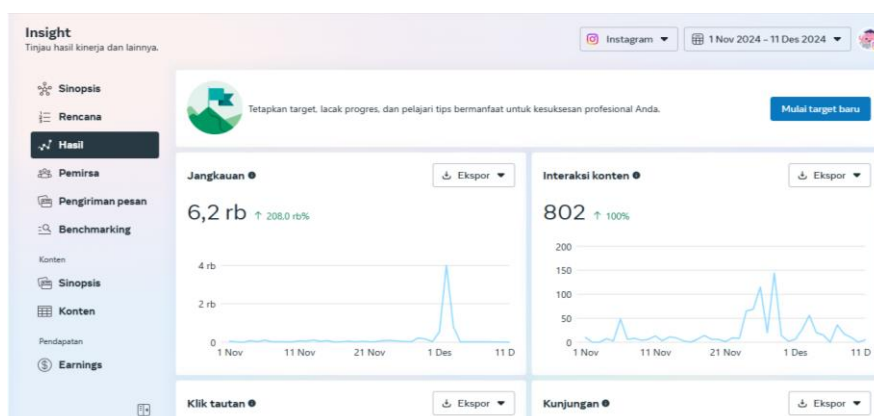 Insight
Tinjau hasil kinerja dan lainnya.
Instagram
1 Nov 2024 – 11 Des 2024
Sinopsis
Rencana
Hasil
Pemirsa
Pengiriman pesan
Benchmarking
Konten
Sinopsis
Konten
Pendapatan
Earnings
Tetapkan target, lacak progres, dan pelajari tips bermanfaat untuk kesuksesan profesional Anda.
Mulai target baru
Jangkauan
Ekspor
6,2 rb ↑ 208.0 rb%
4 rb
2 rb
0
1 Nov 11 Nov 21 Nov 1 Des 11 D
Interaksi konten
Ekspor
802 ↑ 100%
200
150
100
50
0
1 Nov 11 Nov 21 Nov 1 Des 11 D
Klik tautan
Ekspor
Kunjungan
Ekspor